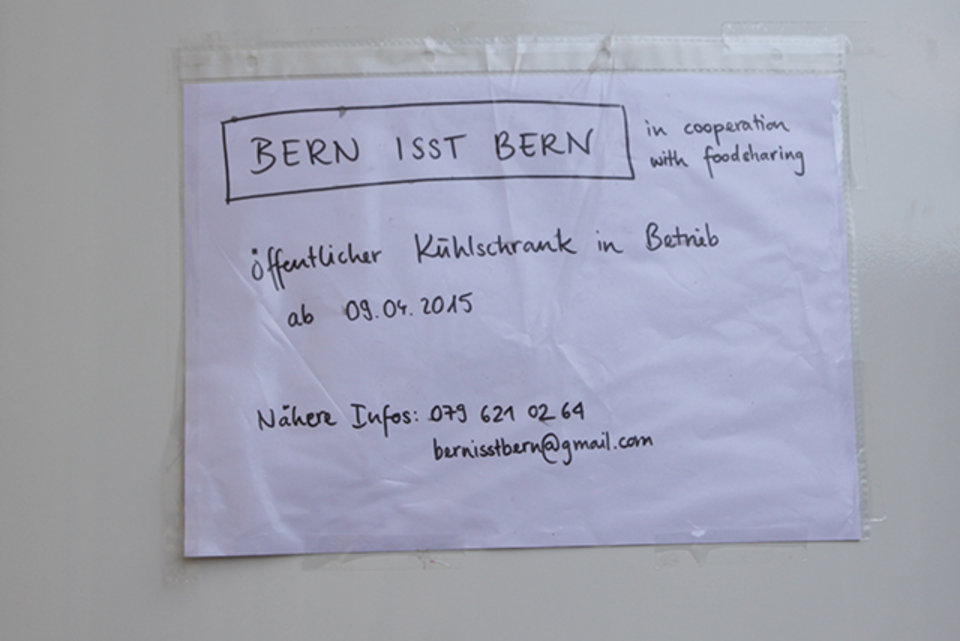 BERN ISST BERN
in cooperation
with foodsharing
öffentlicher Kühlschrank in Betrieb
ab 09.04.2015
Nähere Infos: 079 621 02 64
bernisstbern@gmail.com